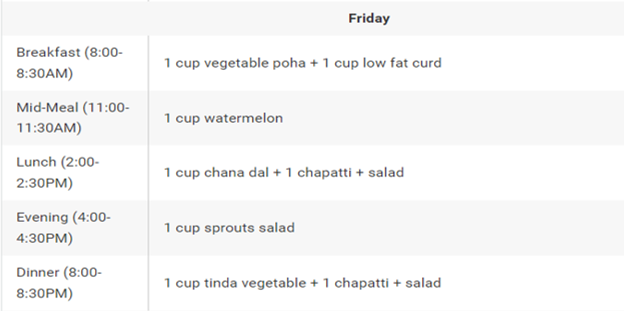 Friday
Breakfast (8:00-
8:30AM)
1 cup vegetable poha + 1 cup low fat curd
Mid-Meal (11:00-
11:30AM)
1 cup watermelon
Lunch (2:00-
2:30PM)
1 cup chana dal + 1 chapatti + salad
Evening (4:00-
4:30PM)
1 cup sprouts salad
Dinner (8:00-
8:30PM)
1 cup tinda vegetable + 1 chapatti + salad